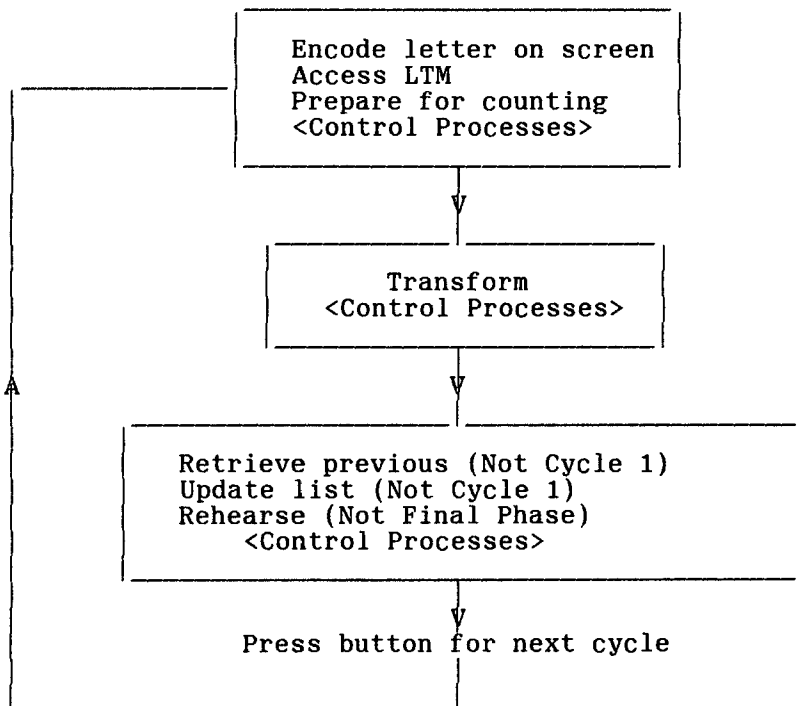 Encode letter on screen
Access LTM
Prepare for counting
<Control Processes>
Transform
<Control Processes>
Retrieve previous (Not Cycle 1)
Update list (Not Cycle 1)
Rehearse (Not Final Phase)
<Control Processes>
Press button for next cycle